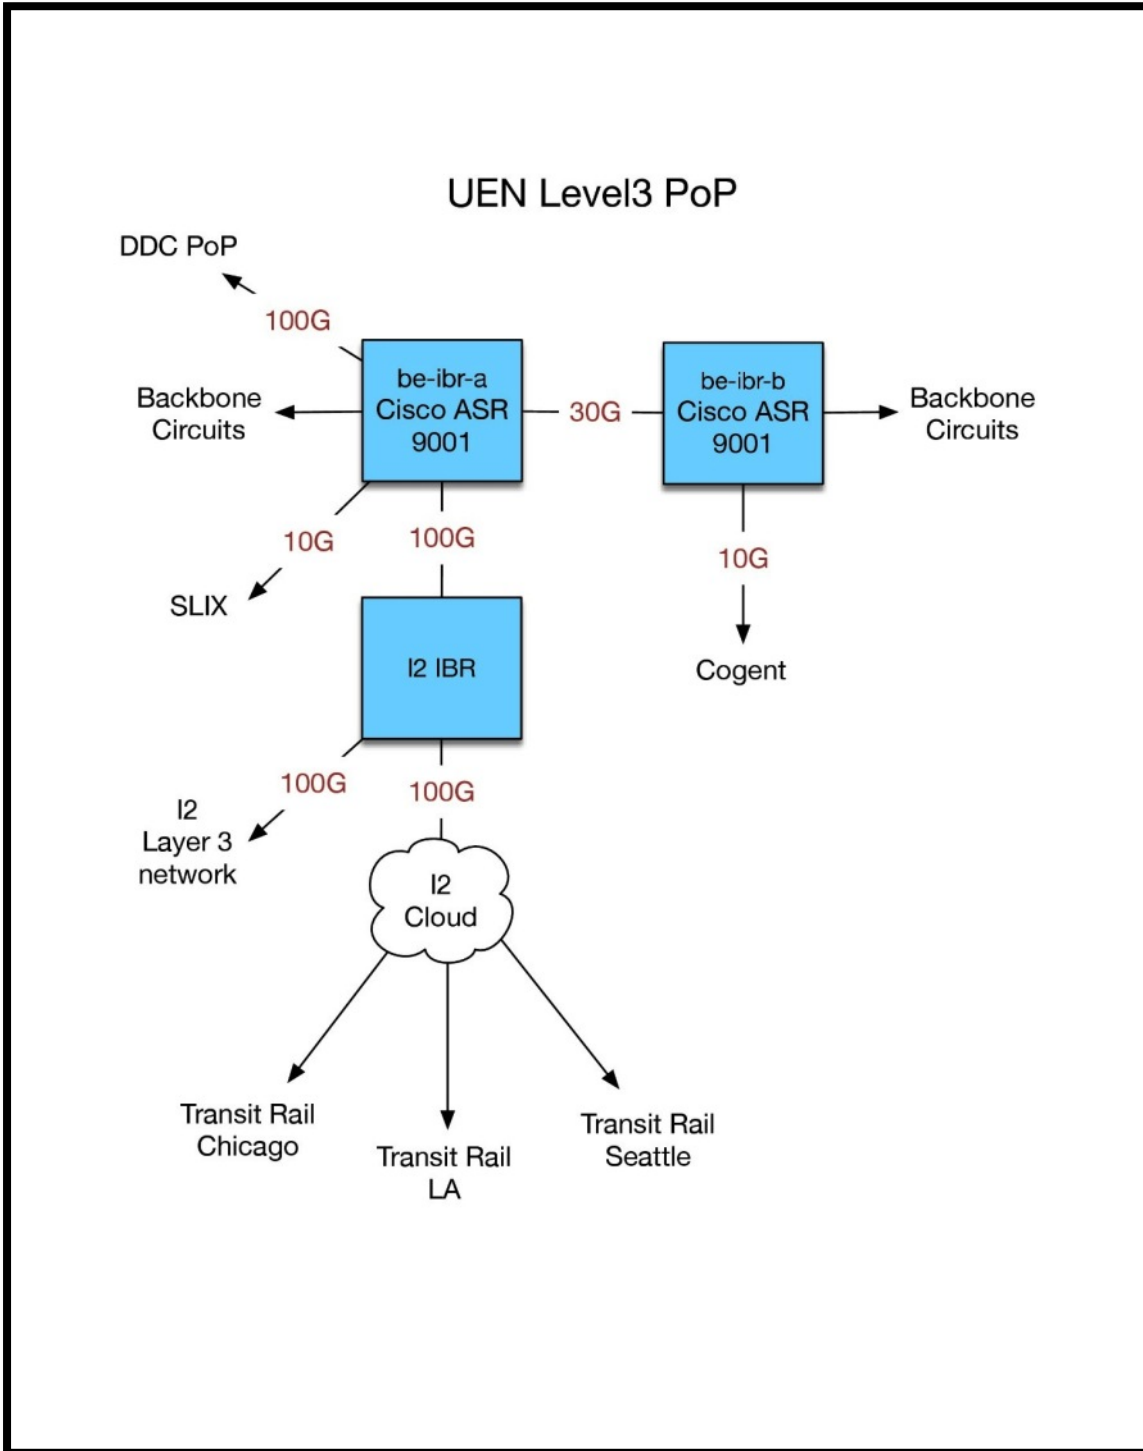 UEN Level3 PoP
DDC PoP
100G
Backbone
Circuits
be-ibr-a
Cisco ASR
9001
30G
be-ibr-b
Cisco ASR
9001
Backbone
Circuits
10G
100G
10G
SLIX
I2 IBR
Cogent
100G
100G
I2
Layer 3
network
I2
Cloud
Transit Rail
Chicago
Transit Rail
LA
Transit Rail
Seattle